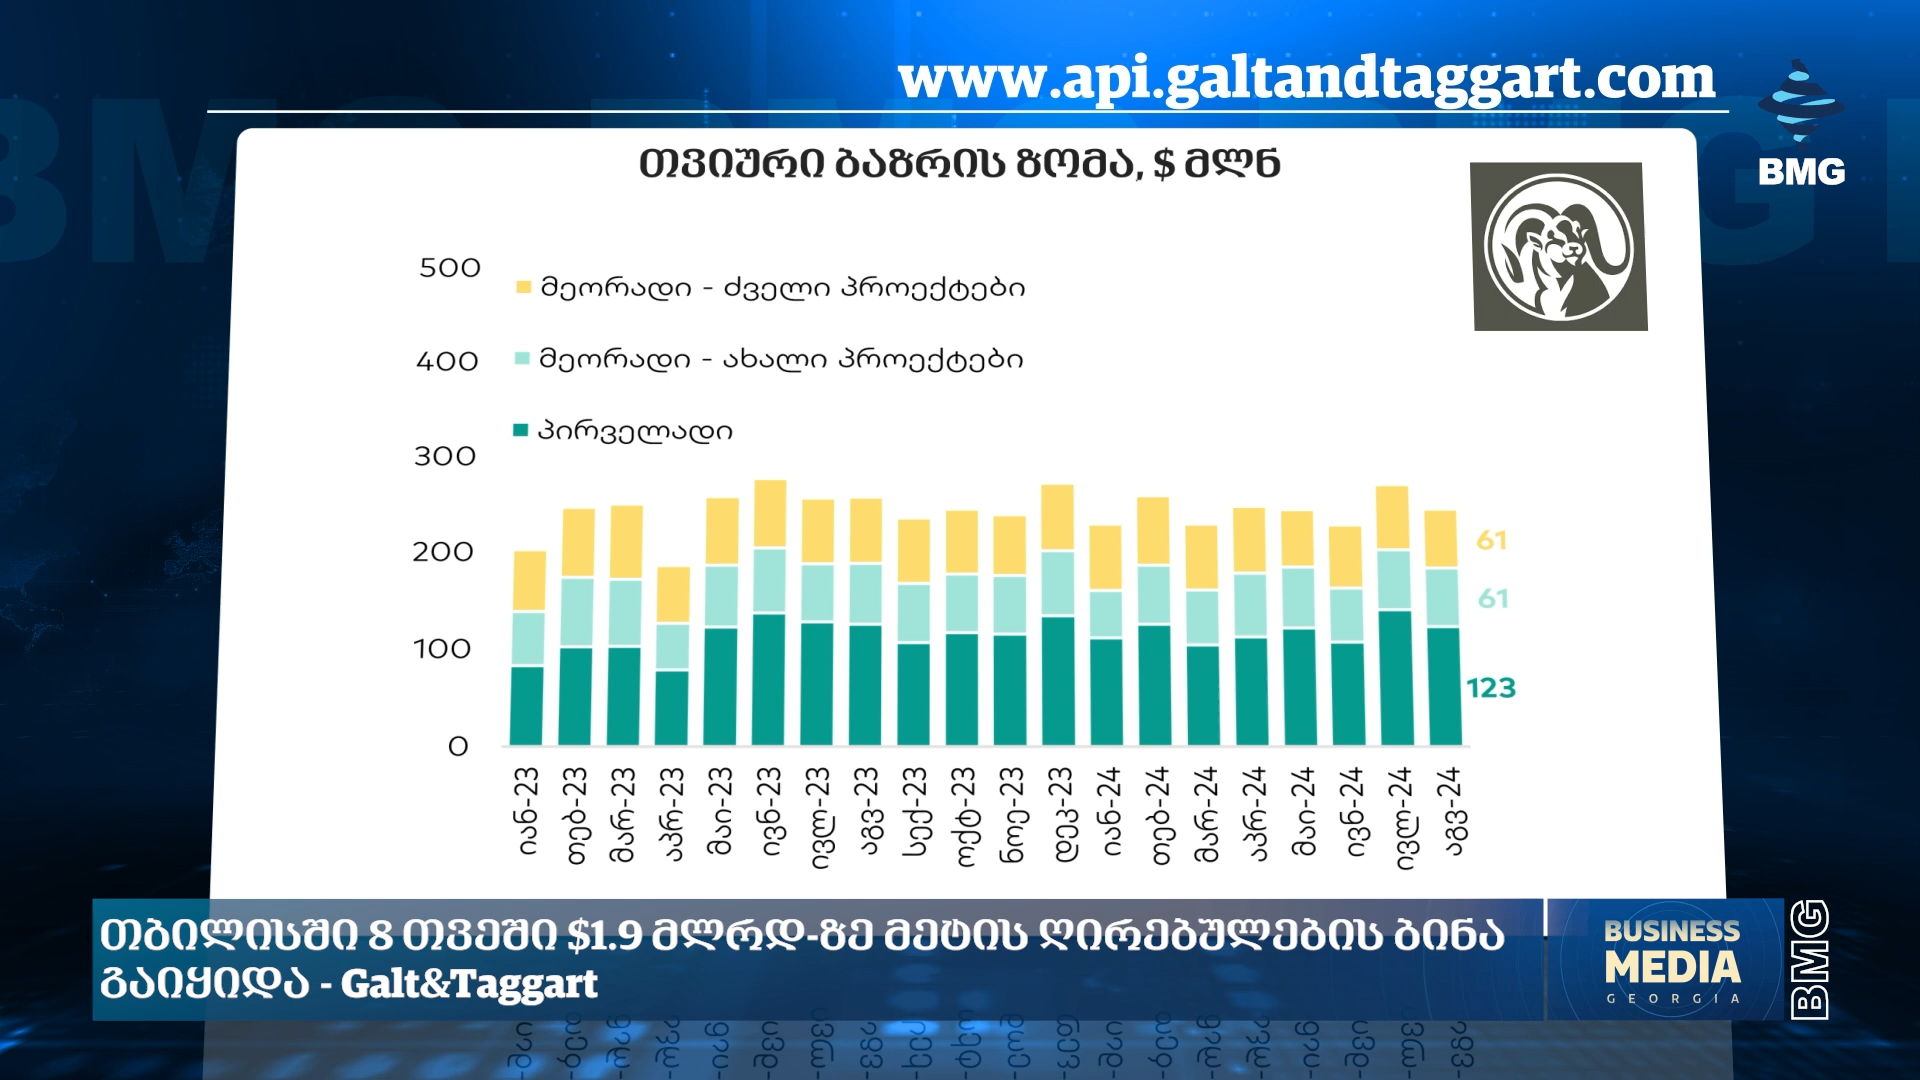 www.api.galtandtaggart.com
BMG
თვიური ბაზრის ზომა, $ მლნ
500
400
300
200
100
0
მეორადი - ძველი პროექტები
მეორადი - ახალი პროექტები
პირველადი
61
61
123
იან-23
თებ-23
მარ-23
აპრ-23
მაი-23
ივნ-23
ივლ-23
აგვ-23
სექ-23
ოქტ-23
ნოე-23
დეკ-23
იან-24
თებ-24
მარ-24
აპრ-24
მაი-24
ივნ-24
ივლ-24
აგვ-24
თბილისში 8 თვეში $1.9 მლრდ-ზე მეტის ღირებულების ბინა
გაიყიდა - Galt&Taggart
BUSINESS
MEDIA
GEORGIA
BMG